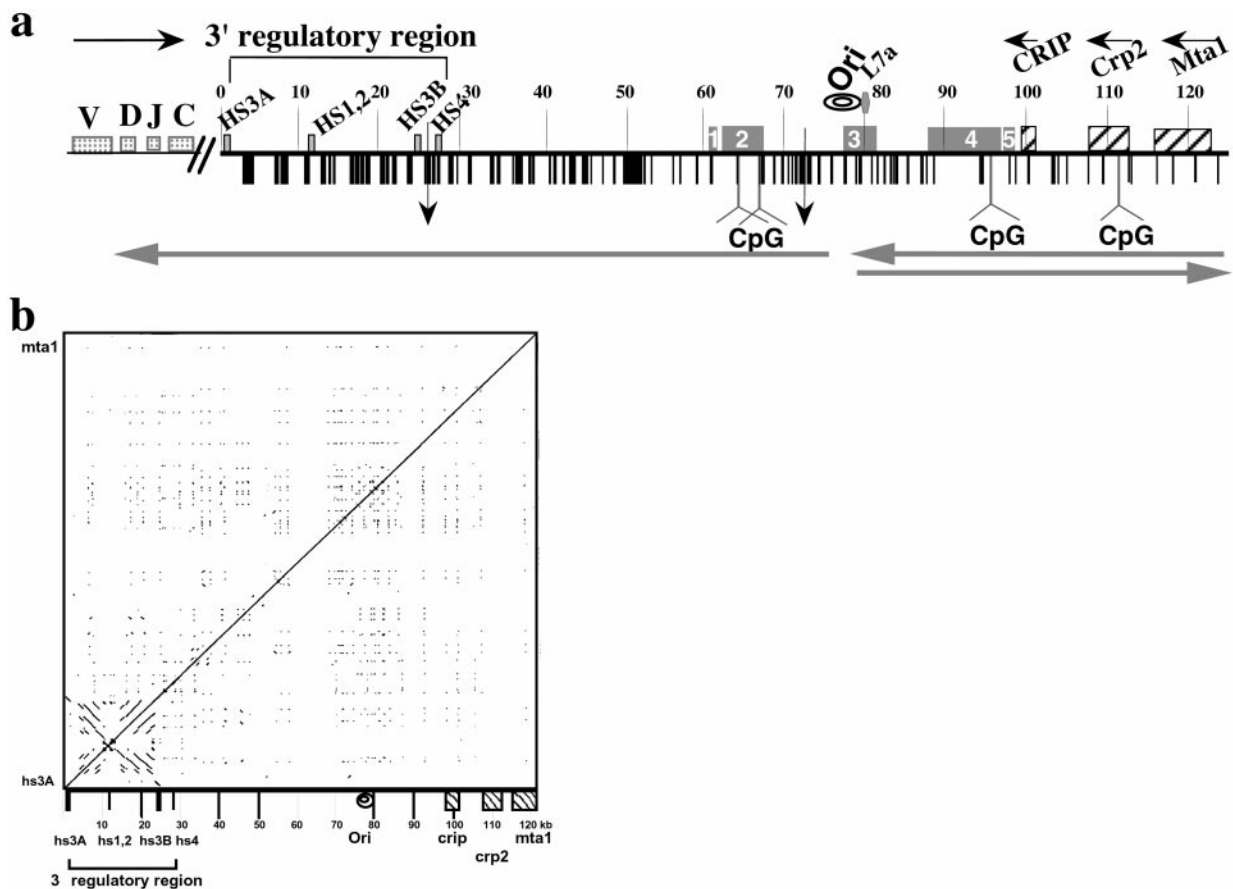 a
3' regulatory region
V D J C
HS3A HS1,2 HS3B HS4 Ori L7a CRIP Crp2 Mta1
0 10 20 30 40 50 60 70 80 90 100 110 120
1 2 3 4 5
CpG CpG CpG
b
mta1
hs3A
10 20 30 40 50 60 70 80 90 100 110 120 kb
hs3A hs1,2 hs3B hs4 Ori crip mta1
crp2
3 regulatory region